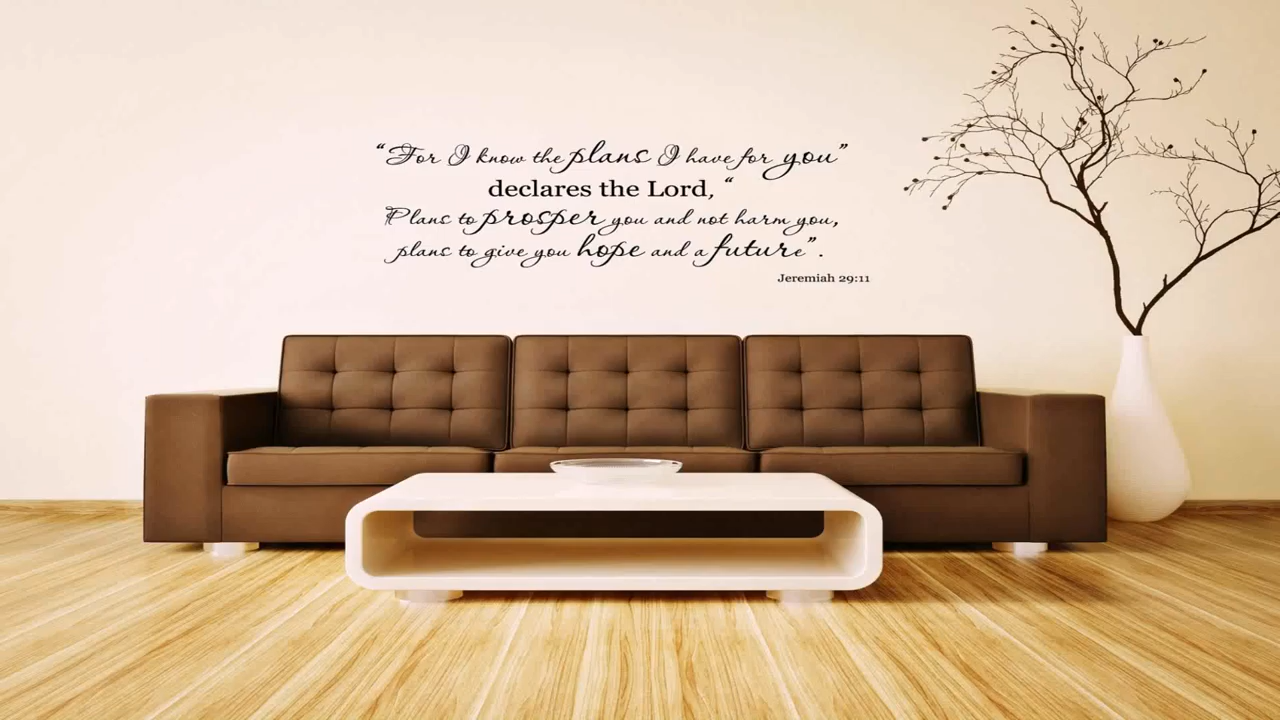 “For I know the plans I have for you”
declares the Lord, “
Plans to prosper you and not harm you,
plans to give you hope and a future”.
Jeremiah 29:11